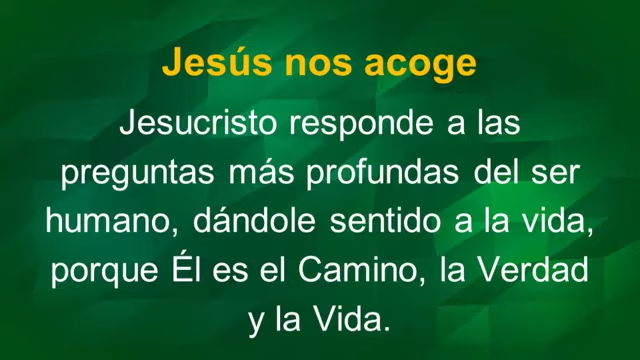 Jesús nos acoge
Jesucristo responde a las
preguntas más profundas del ser
humano, dándole sentido a la vida,
porque Él es el Camino, la Verdad
y la Vida.